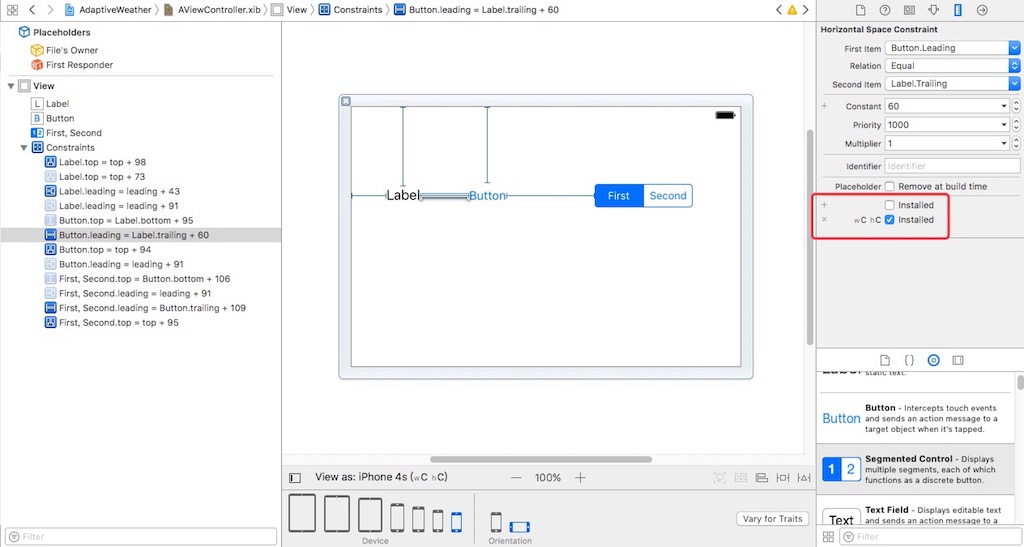 AdaptiveWeather AViewController.xib View Constraints Button.leading = Label.trailing + 60
Placeholders
File's Owner
First Responder
View
L Label
B Button
1 2 First, Second
Constraints
Label.top = top + 98
Label.top = top + 73
Label.leading = leading + 43
Label.leading = leading + 91
Button.top = Label.bottom + 95
Button.leading = Label.trailing + 60
Button.top = top + 94
Button.leading = leading + 91
First, Second.top = Button.bottom + 106
First, Second.leading = leading + 91
First, Second.leading = Button.trailing + 109
First, Second.top = top + 95
Filter
Label Button First Second
View as: iPhone 4s (wC hC) 100%
Device
Orientation
Vary for Traits
Horizontal Space Constraint
First Item Button.Leading
Relation Equal
Second Item Label.Trailing
+ Constant 60
Priority 1000
Multiplier 1
Identifier Identifier
Placeholder Remove at build time
+ Installed
× wC hC Installed
{ }
static text.
Button Button - Intercepts touch events
and sends an action message to a
target object when it's tapped.
1 2 Segmented Control - Displays
multiple segments, each of which
functions as a discrete button.
Text Text Field - Displays editable text
and sends an action message to a
Filter